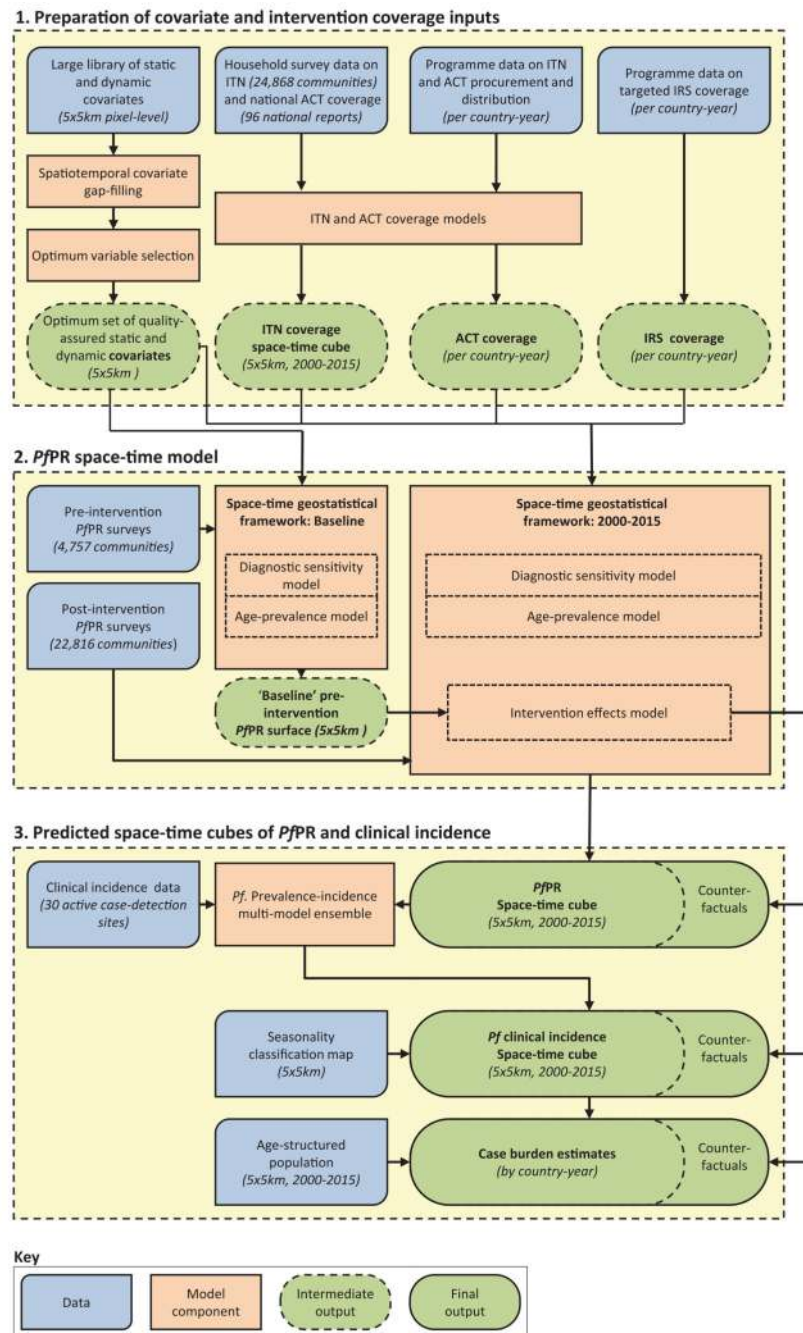 1. Preparation of covariate and intervention coverage inputs
Large library of static
and dynamic
covariates
(5x5km pixel-level)
Household survey data on
ITN (24,868 communities)
and national ACT coverage
(96 national reports)
Programme data on ITN
and ACT procurement and
distribution
(per country-year)
Programme data on
targeted IRS coverage
(per country-year)
Spatiotemporal covariate
gap-filling
Optimum variable selection
ITN and ACT coverage models
Optimum set of quality-
assured static and
dynamic covariates
(5x5km )
ITN coverage
space-time cube
(5x5km, 2000-2015)
ACT coverage
(per country-year)
IRS coverage
(per country-year)
2. PfPR space-time model
Pre-intervention
PfPR surveys
(4,757 communities)
Post-intervention
PfPR surveys
(22,816 communities)
Space-time geostatistical
framework: Baseline
Diagnostic sensitivity
model
Age-prevalence model
'Baseline' pre-
intervention
PfPR surface (5x5km )
Space-time geostatistical
framework: 2000-2015
Diagnostic sensitivity model
Age-prevalence model
Intervention effects model
3. Predicted space-time cubes of PfPR and clinical incidence
Clinical incidence data
(30 active case-detection
sites)
Pf. Prevalence-incidence
multi-model ensemble
PfPR
Space-time cube
(5x5km, 2000-2015)
Counter-
factuals
Seasonality
classification map
(5x5km)
Pf clinical incidence
Space-time cube
(5x5km, 2000-2015)
Counter-
factuals
Age-structured
population
(5x5km, 2000-2015)
Case burden estimates
(by country-year)
Counter-
factuals
Key
Data
Model
component
Intermediate
output
Final
output